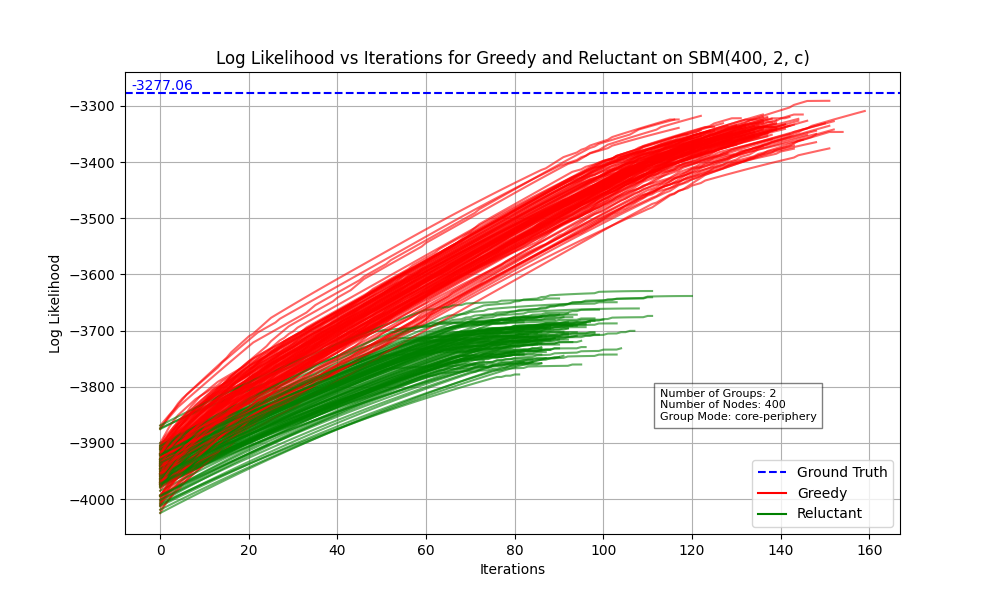 Log Likelihood vs Iterations for Greedy and Reluctant on SBM(400, 2, c)
-3277.06
−3300
−3400
−3500
−3600
−3700
−3800
−3900
−4000
Log Likelihood
Number of Groups: 2
Number of Nodes: 400
Group Mode: core-periphery
Ground Truth
Greedy
Reluctant
0 20 40 60 80 100 120 140 160
Iterations